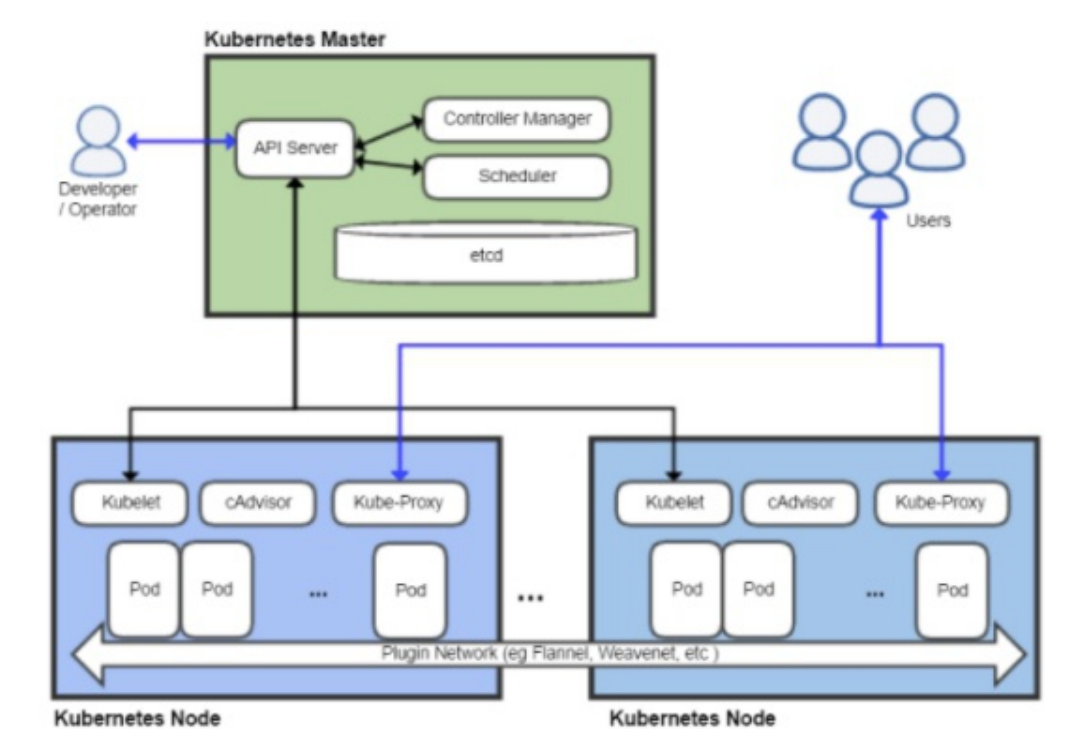 Kubernetes Master
API Server
Controller Manager
Scheduler
etcd
Developer
/ Operator
Users
Kubelet
cAdvisor
Kube-Proxy
Pod
Pod
...
Pod
...
Kubelet
cAdvisor
Kube-Proxy
Pod
Pod
...
Pod
Plugin Network (eg Flannel, Weavenet, etc )
Kubernetes Node
Kubernetes Node